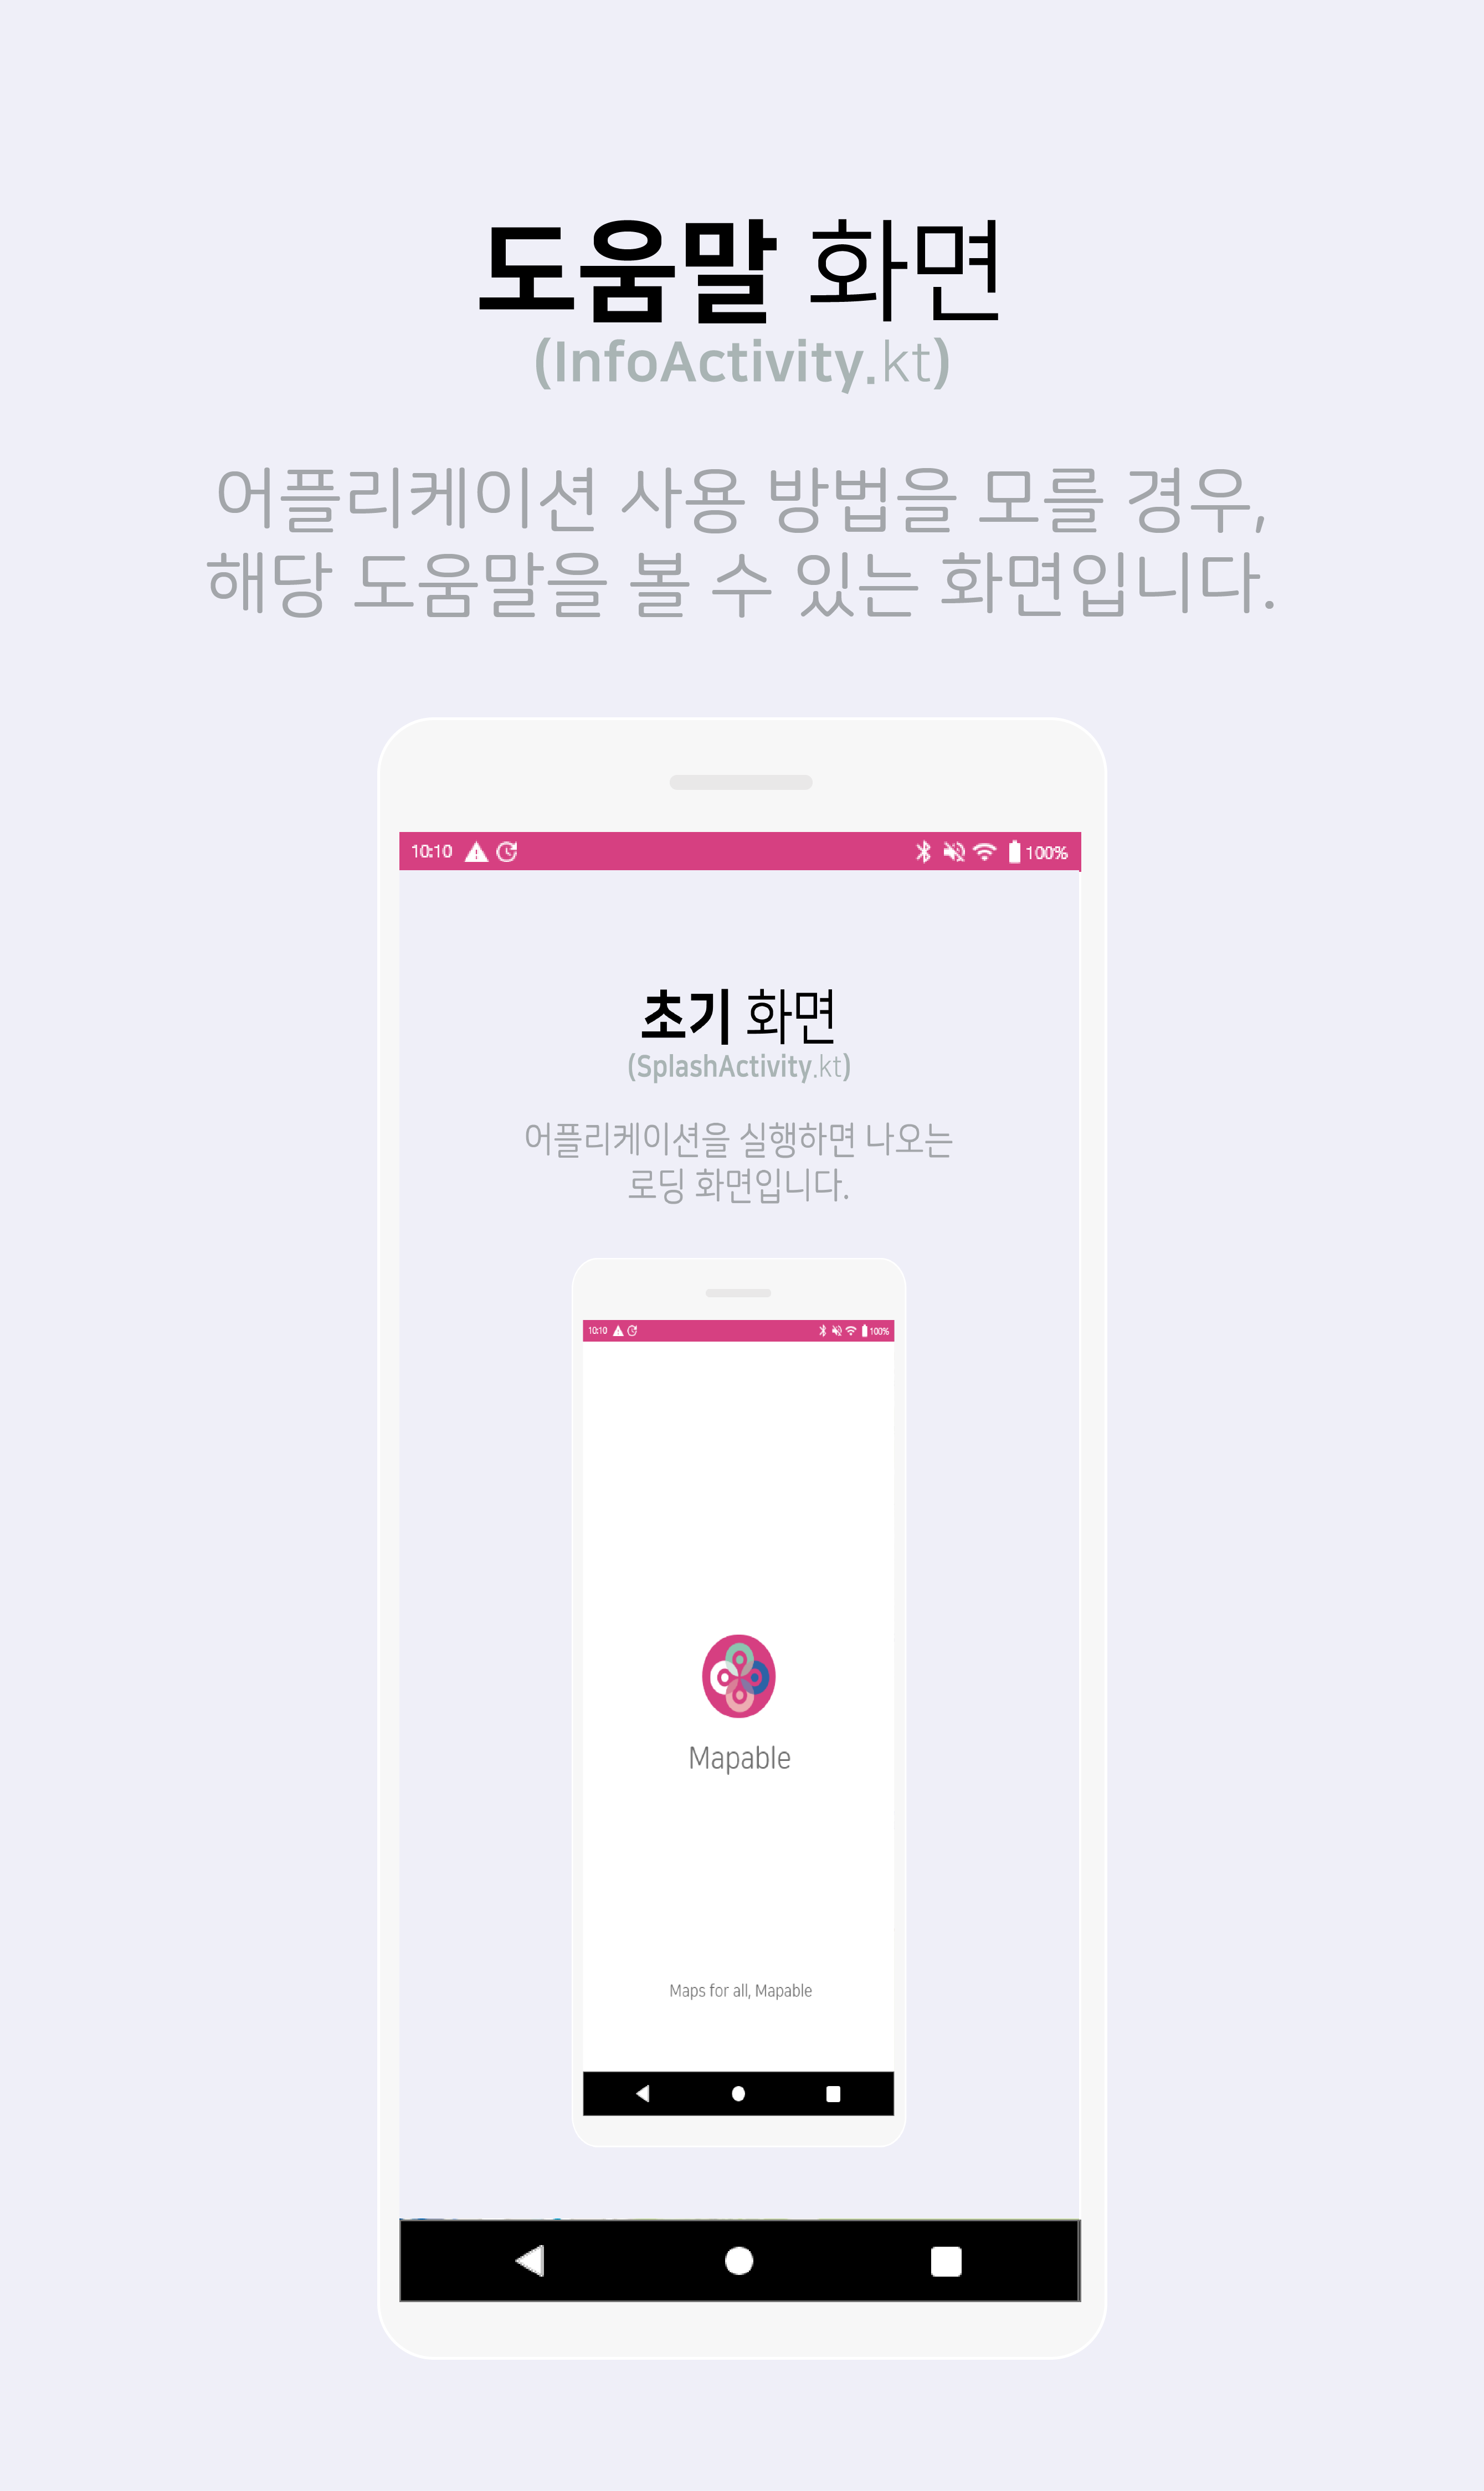 도움말 화면
(InfoActivity.kt)
어플리케이션 사용 방법을 모를 경우,
해당 도움말을 볼 수 있는 화면입니다.
10:10 100%
초기 화면
(SplashActivity.kt)
어플리케이션을 실행하면 나오는
로딩 화면입니다.
10:10 100%
Mapable
Maps for all, Mapable